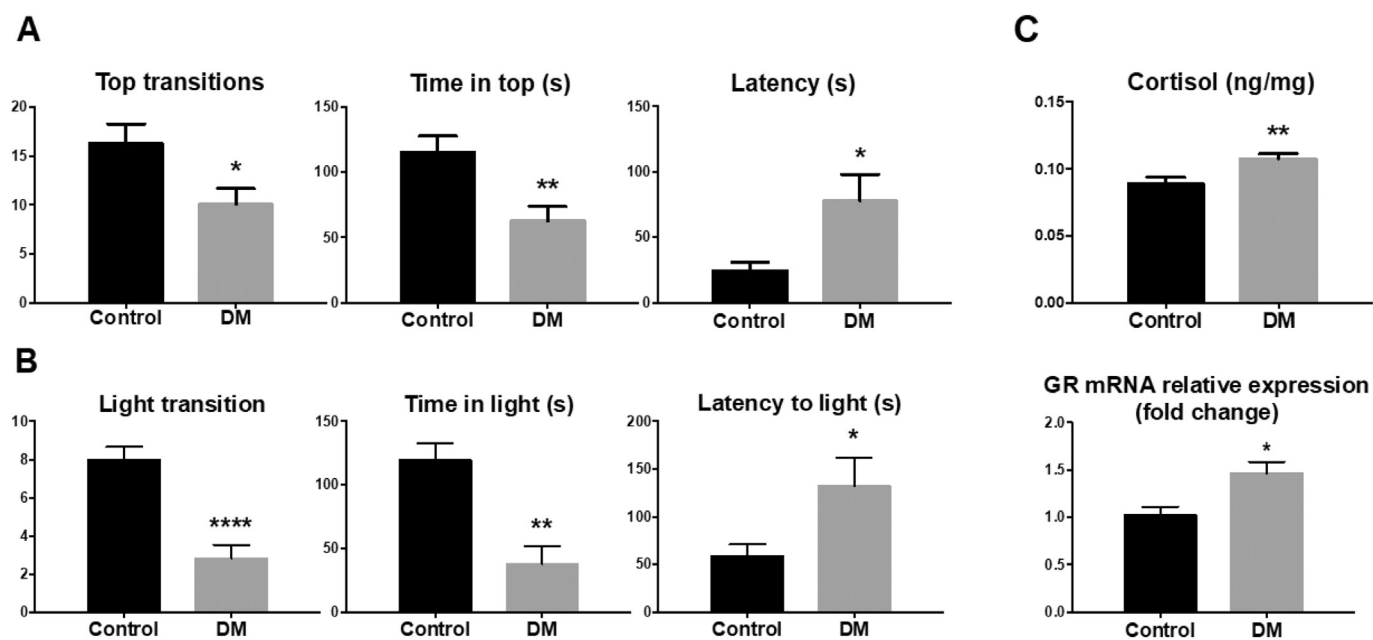 A
Top transitions
20
15
10
5
0
*
Control
DM
Time in top (s)
150
100
50
0
**
Control
DM
Latency (s)
150
100
50
0
*
Control
DM
C
Cortisol (ng/mg)
0.15
0.10
0.05
0.00
**
Control
DM
B
Light transition
10
8
6
4
2
0
****
Control
DM
Time in light (s)
150
100
50
0
**
Control
DM
Latency to light (s)
200
150
100
50
0
*
Control
DM
GR mRNA relative expression
(fold change)
2.0
1.5
1.0
0.5
0.0
*
Control
DM